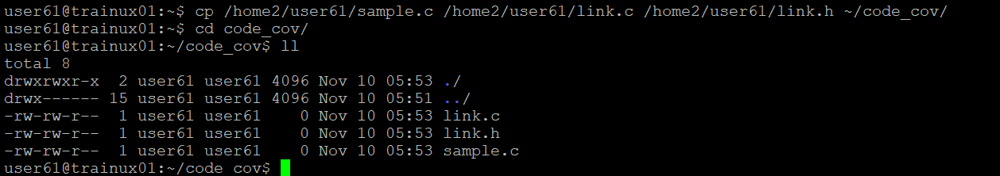 user61@trainux01:~$ cp /home2/user61/sample.c /home2/user61/link.c /home2/user61/link.h ~/code_cov/
user61@trainux01:~$ cd code_cov/
user61@trainux01:~/code_cov$ ll
total 8
drwxrwxr-x  2 user61 user61 4096 Nov 10 05:53 ./
drwx------ 15 user61 user61 4096 Nov 10 05:51 ../
-rw-rw-r--  1 user61 user61    0 Nov 10 05:53 link.c
-rw-rw-r--  1 user61 user61    0 Nov 10 05:53 link.h
-rw-rw-r--  1 user61 user61    0 Nov 10 05:53 sample.c
user61@trainux01:~/code_cov$